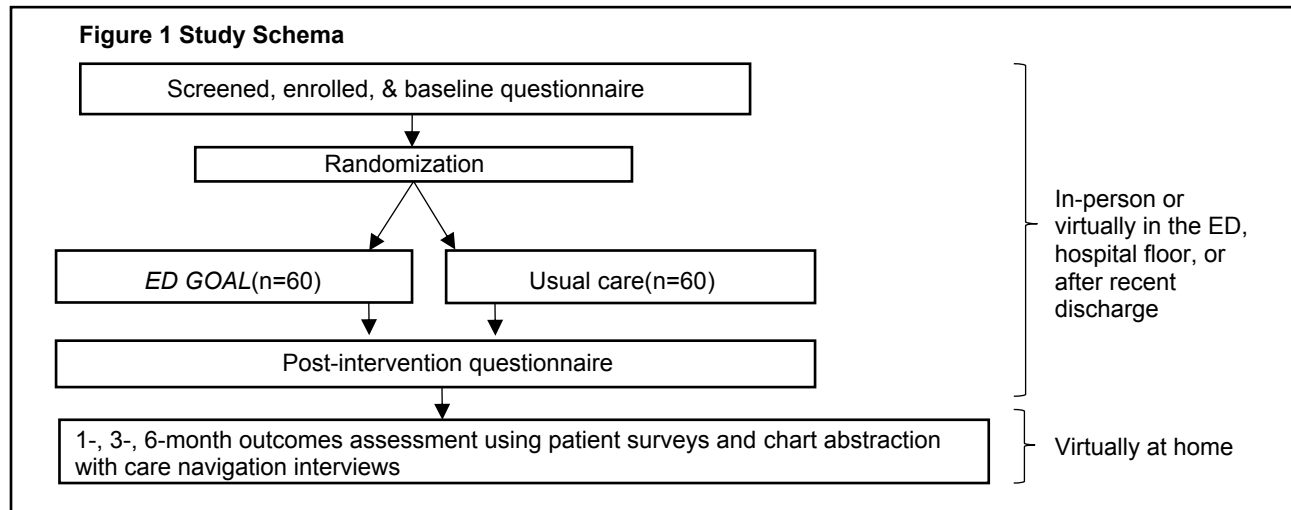 Figure 1 Study Schema
Screened, enrolled, & baseline questionnaire
Randomization
ED GOAL(n=60)
Usual care(n=60)
Post-intervention questionnaire
1-, 3-, 6-month outcomes assessment using patient surveys and chart abstraction
with care navigation interviews
In-person or
virtually in the ED,
hospital floor, or
after recent
discharge
Virtually at home